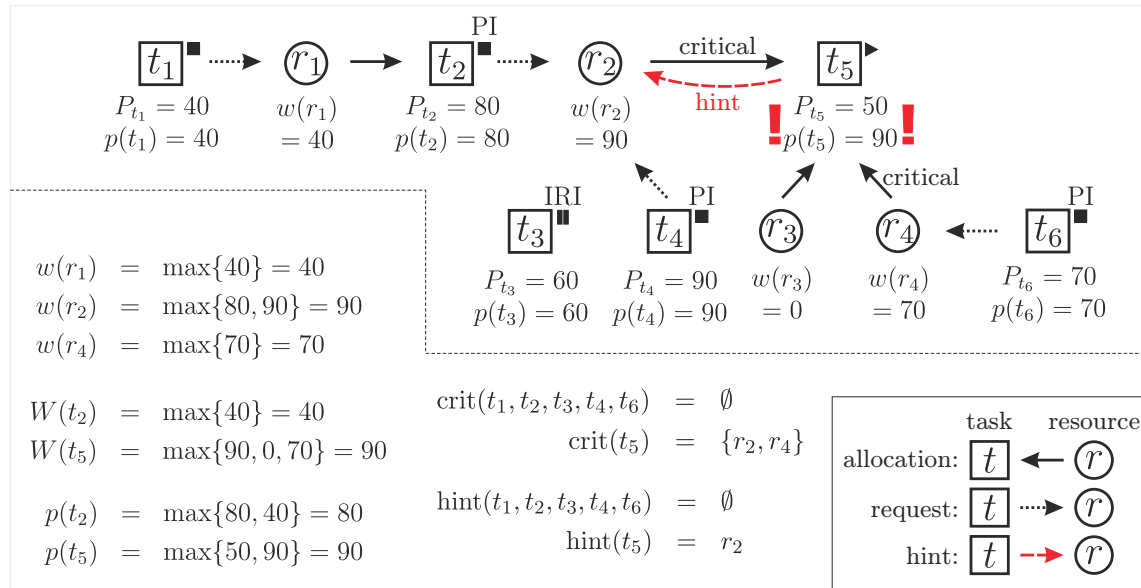 PI
t₁ r₁ t₂ r₂ critical t₅
hint
P_{t₁} = 40 w(r₁) P_{t₂} = 80 w(r₂) P_{t₅} = 50
p(t₁) = 40 = 40 p(t₂) = 80 = 90 ! p(t₅) = 90 !
critical
IRI PI PI
t₃ t₄ r₃ r₄ t₆
P_{t₃} = 60 P_{t₄} = 90 w(r₃) w(r₄) P_{t₆} = 70
p(t₃) = 60 p(t₄) = 90 = 0 = 70 p(t₆) = 70
w(r₁) = max{40} = 40
w(r₂) = max{80, 90} = 90
w(r₄) = max{70} = 70
W(t₂) = max{40} = 40
W(t₅) = max{90, 0, 70} = 90
p(t₂) = max{80, 40} = 80
p(t₅) = max{50, 90} = 90
crit(t₁, t₂, t₃, t₄, t₆) = ∅
crit(t₅) = {r₂, r₄}
hint(t₁, t₂, t₃, t₄, t₆) = ∅
hint(t₅) = r₂
task resource
allocation: t r
request: t r
hint: t r